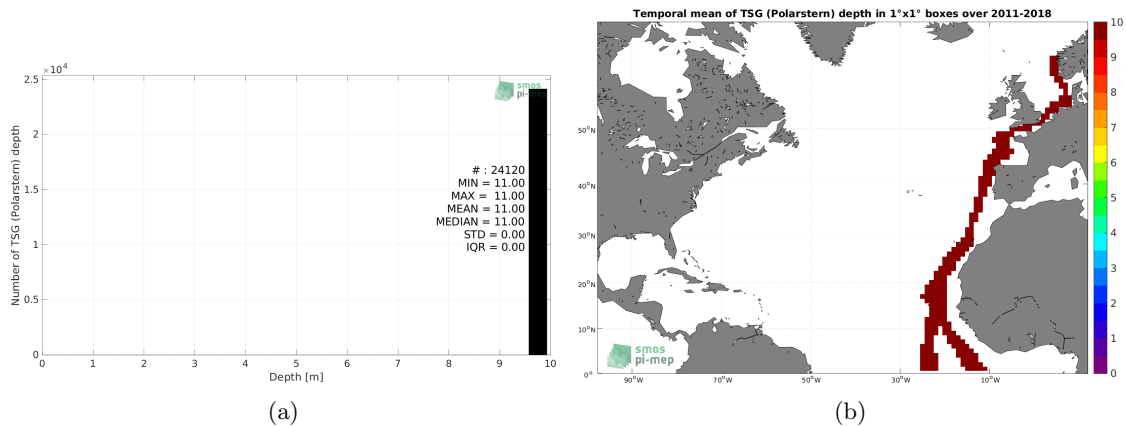 ×10⁴
2.5
2
1.5
1
0.5
0
Number of TSG (Polarstern) depth
smos
pi-mep
# : 24120
MIN = 11.00
MAX = 11.00
MEAN = 11.00
MEDIAN = 11.00
STD = 0.00
IQR = 0.00
0 1 2 3 4 5 6 7 8 9 10
Depth [m]
(a)
Temporal mean of TSG (Polarstern) depth in 1°x1° boxes over 2011-2018
50°N
40°N
30°N
20°N
10°N
0°
90°W 70°W 50°W 30°W 10°W
smos
pi-mep
10
9
8
7
6
5
4
3
2
1
0
(b)